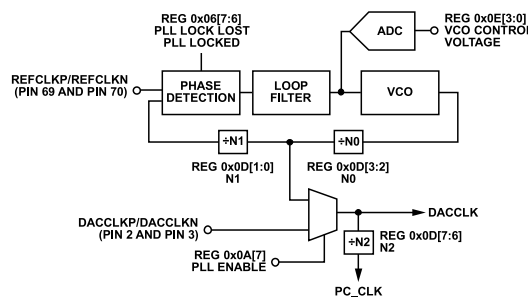 REG 0x06[7:6]
PLL LOCK LOST
PLL LOCKED
ADC
REG 0x0E[3:0]
VCO CONTROL
VOLTAGE
REFCLKP/REFCLKN
(PIN 69 AND PIN 70)
PHASE
DETECTION
LOOP
FILTER
VCO
÷N1
÷N0
REG 0x0D[1:0]
N1
REG 0x0D[3:2]
N0
DACCLKP/DACCLKN
(PIN 2 AND PIN 3)
DACCLK
REG 0x0A[7]
PLL ENABLE
÷N2
REG 0x0D[7:6]
N2
PC_CLK